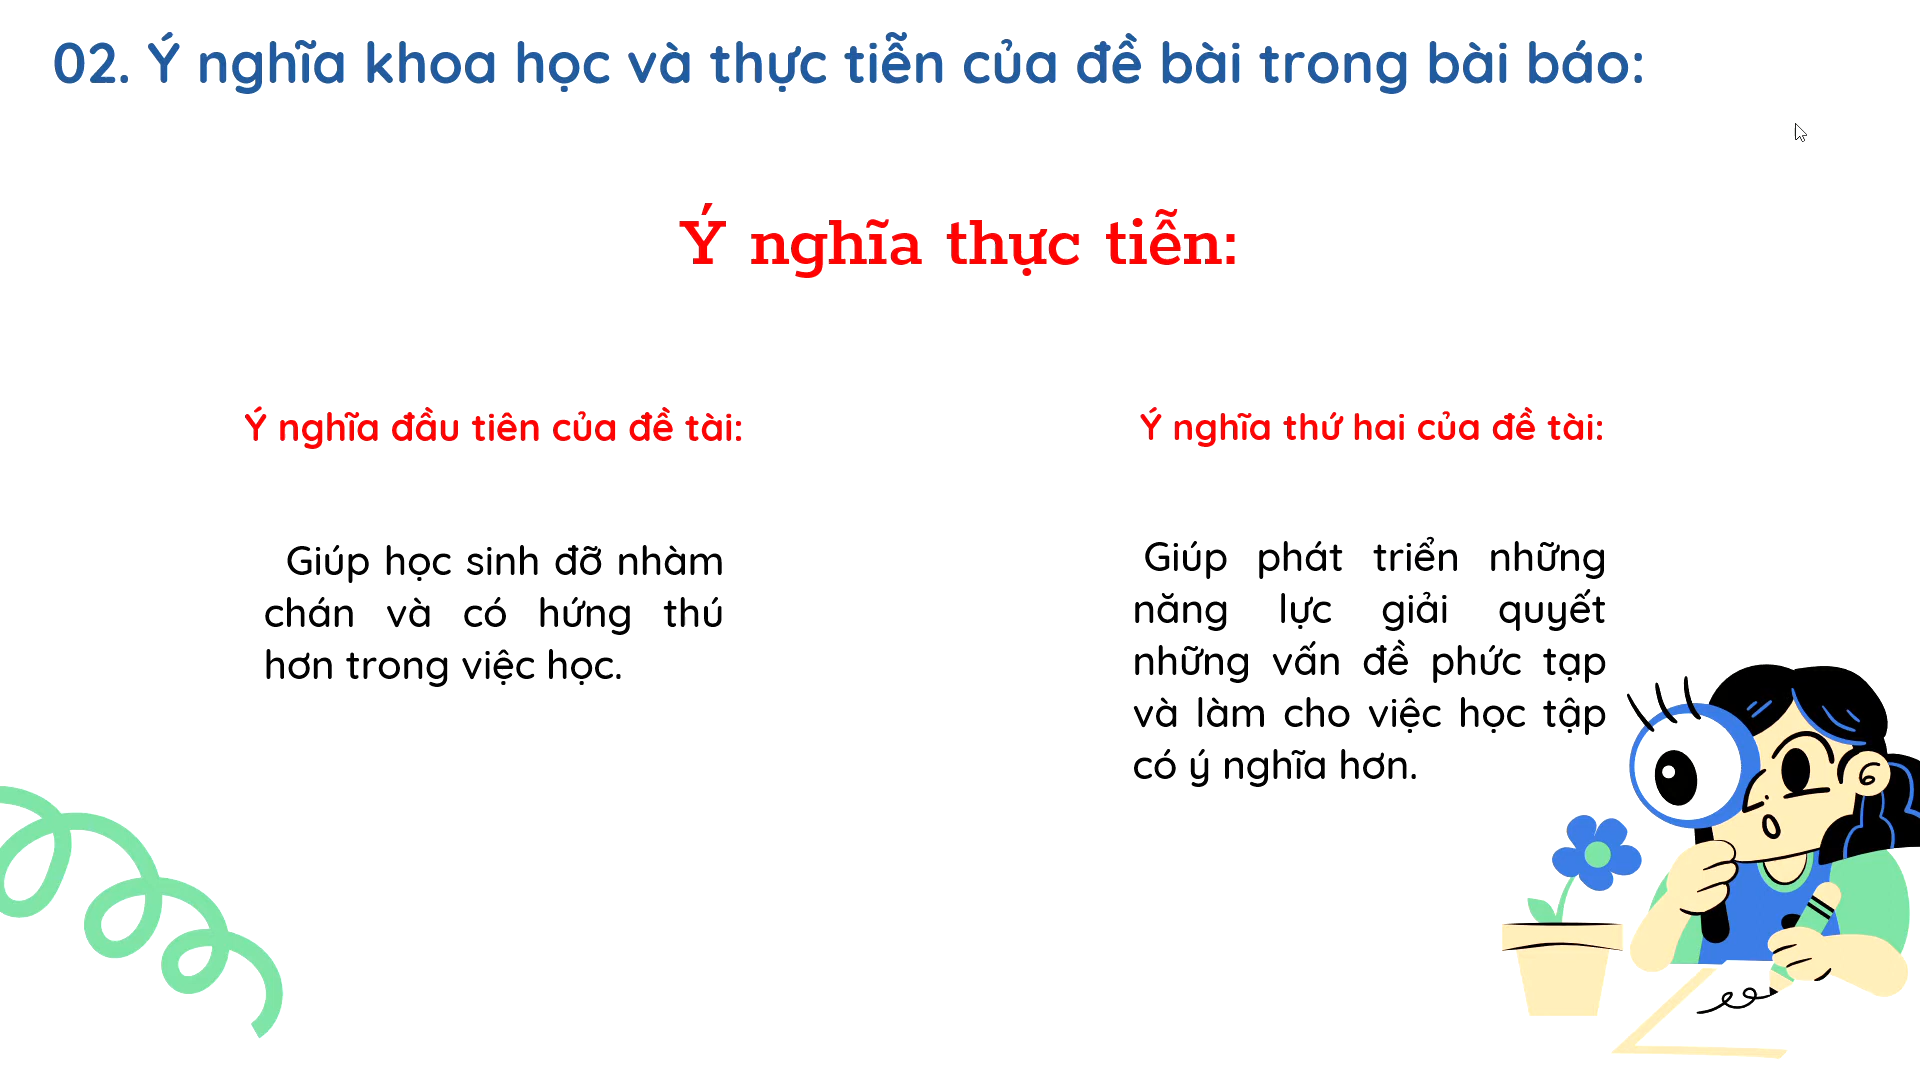 02. Ý nghĩa khoa học và thực tiễn của đề bài trong bài báo:
Ý nghĩa thực tiễn:
Ý nghĩa đầu tiên của đề tài:
Giúp học sinh đỡ nhàm
chán và có hứng thú
hơn trong việc học.
Ý nghĩa thứ hai của đề tài:
Giúp phát triển những
năng lực giải quyết
những vấn đề phức tạp
và làm cho việc học tập
có ý nghĩa hơn.